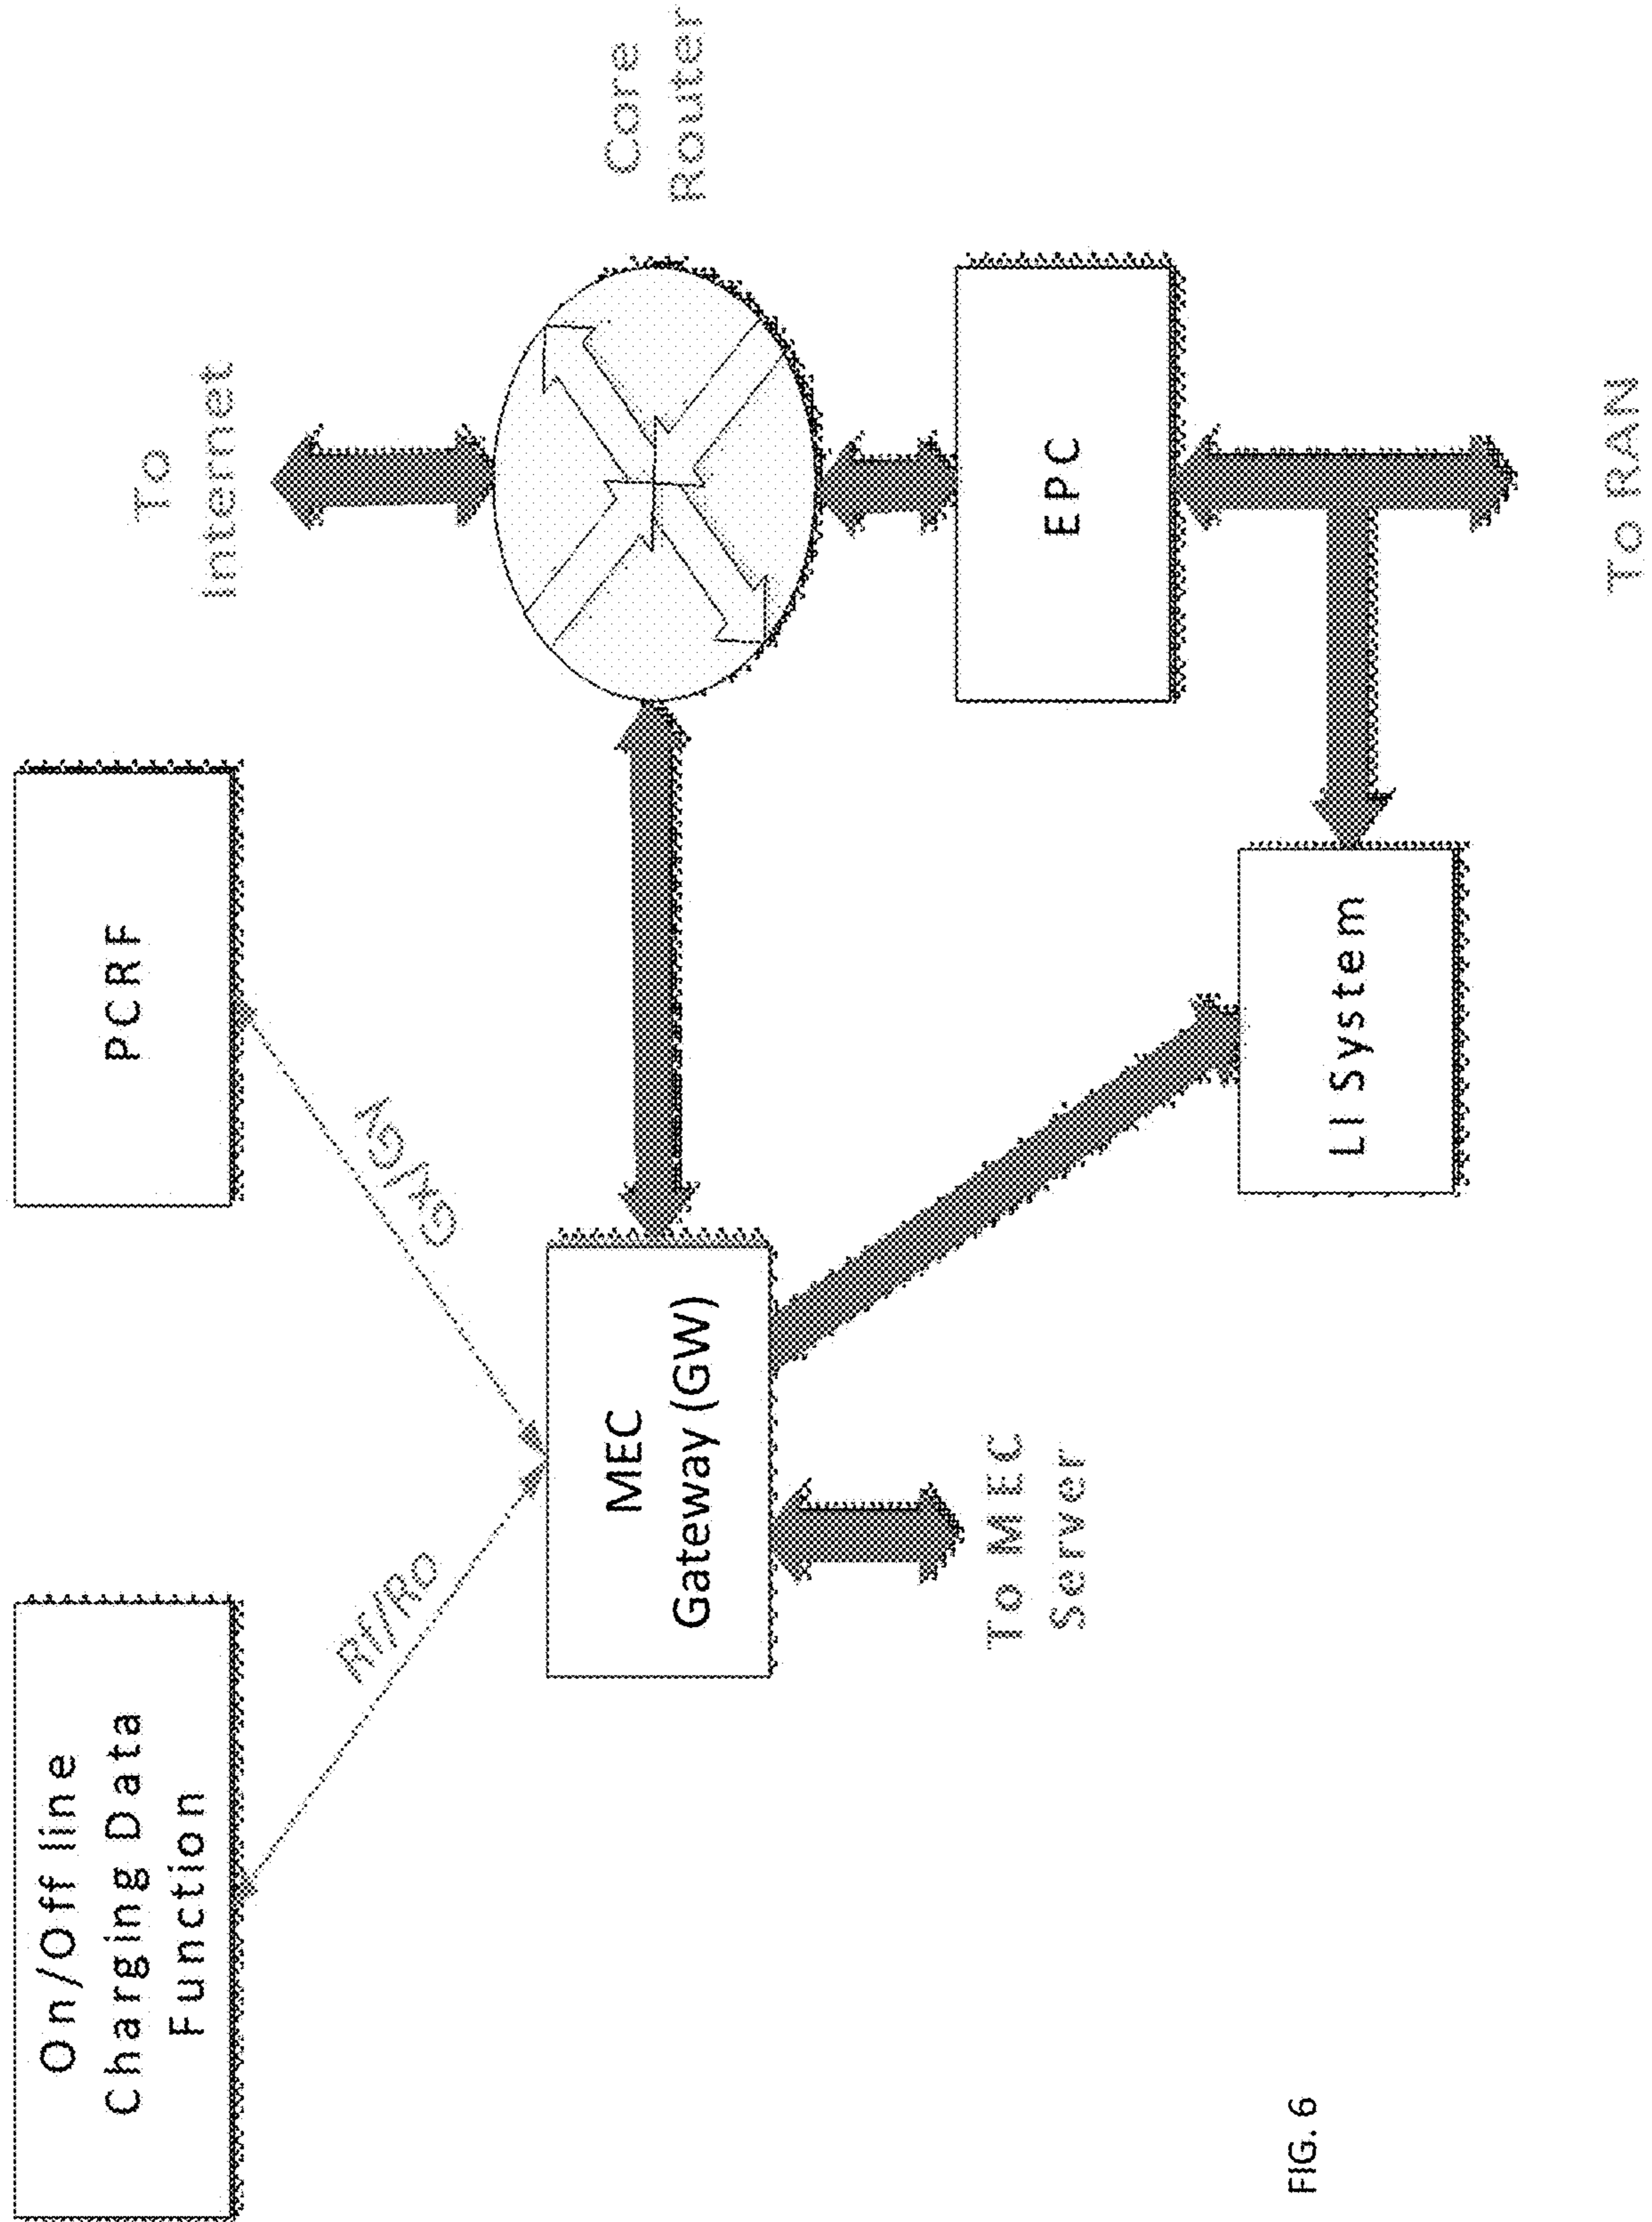 On/Off line
Charging Data
Function
PCRF
To
Internet
Rf/Ro
Gx/Gy
Core
Router
MEC
Gateway (GW)
EPC
To MEC
Server
LI System
To RAN
FIG. 6